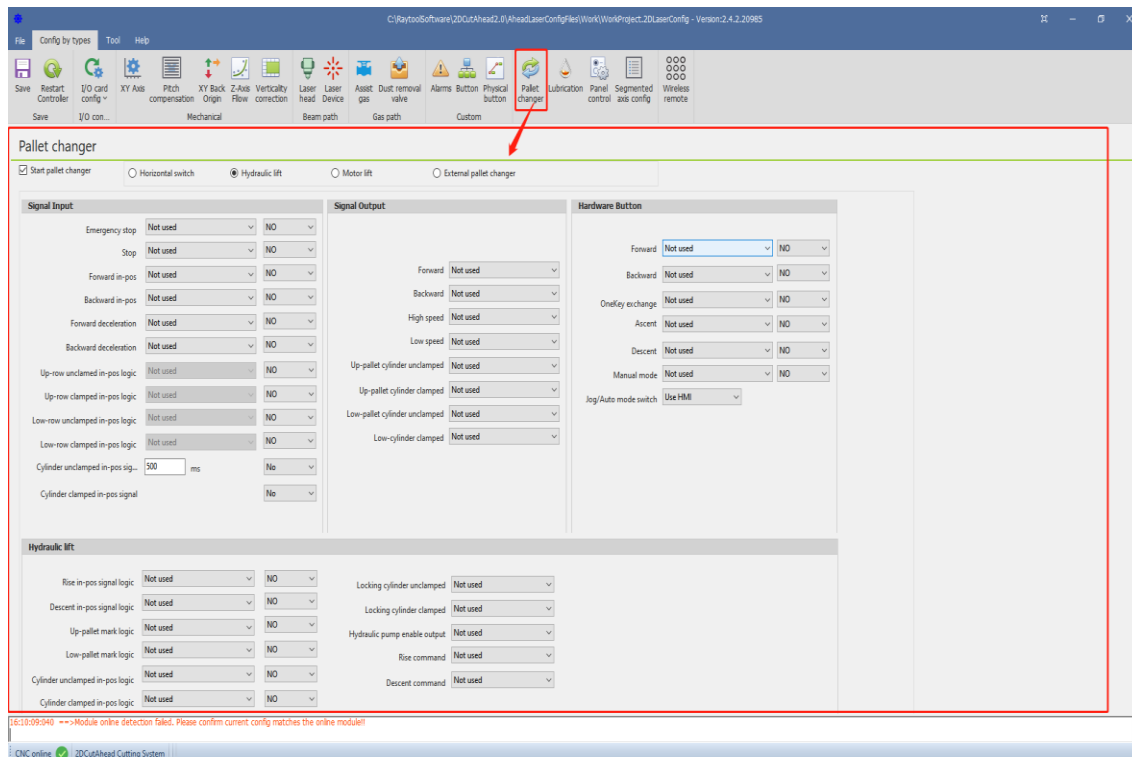 C:\RaytoolSoftware\2DCutAhead2.0\AheadLaserConfigFiles\Work\WorkProject.2DLaserConfig - Version:2.4.2.20985
File Config by types Tool Help
Save Restart Controller I/O card config XY Axis Pitch compensation XY Back Origin Z-Axis Flow Verticality correction Laser head Laser Device Assist gas Dust removal valve Alarms Button Physical button Pallet changer Lubrication Panel control Segmented axis config Wireless remote
Save I/O con... Mechanical Beam path Gas path Custom
Pallet changer
Start pallet changer Horizontal switch Hydraulic lift Motor lift External pallet changer
Signal Input
Emergency stop Not used NO
Stop Not used NO
Forward in-pos Not used NO
Backward in-pos Not used NO
Forward deceleration Not used NO
Backward deceleration Not used NO
Up-row unclamed in-pos logic Not used NO
Up-row clamped in-pos logic Not used NO
Low-row unclamped in-pos logic Not used NO
Low-row clamped in-pos logic Not used NO
Cylinder unclamped in-pos sig... 500 ms No
Cylinder clamped in-pos signal No
Signal Output
Forward Not used
Backward Not used
High speed Not used
Low speed Not used
Up-pallet cylinder unclamped Not used
Up-pallet cylinder clamped Not used
Low-pallet cylinder unclamped Not used
Low-cylinder clamped Not used
Hardware Button
Forward Not used NO
Backward Not used NO
OneKey exchange Not used NO
Ascent Not used NO
Descent Not used NO
Manual mode Not used NO
Jog/Auto mode switch Use HMI
Hydraulic lift
Rise in-pos signal logic Not used NO
Descent in-pos signal logic Not used NO
Up-pallet mark logic Not used NO
Low-pallet mark logic Not used NO
Cylinder unclamped in-pos logic Not used NO
Cylinder clamped in-pos logic Not used NO
Locking cylinder unclamped Not used
Locking cylinder clamped Not used
Hydraulic pump enable output Not used
Rise command Not used
Descent command Not used
16:10:09:040 ==>Module online detection failed. Please confirm current config matches the online module!!
CNC online 2DCutAhead Cutting System